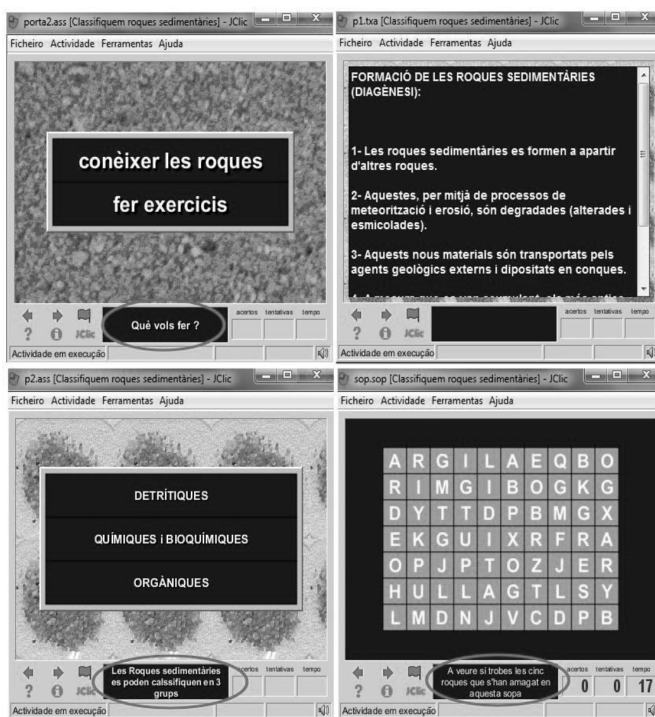 porta2.ass [Classifiquem roques sedimentàries] - JClic
Ficheiro Actividade Ferramentas Ajuda
conèixer les roques
fer exercicis
Què vols fer ?
acertos tentativas tempo
JClic
Actividade em execução
p1.txa [Classifiquem roques sedimentàries] - JClic
Ficheiro Actividade Ferramentas Ajuda
FORMACIÓ DE LES ROQUES SEDIMENTÀRIES
(DIAGÈNESI):
1- Les roques sedimentàries es formen a apartir
d'altres roques.
2- Aquestes, per mitjà de processos de
meteorització i erosió, són degradades (alterades i
esmicolades).
3- Aquests nous materials són transportats pels
agents geològics externs i dipositats en conques.
acertos tentativas tempo
JClic
Actividade em execução
p2.ass [Classifiquem roques sedimentàries] - JClic
Ficheiro Actividade Ferramentas Ajuda
DETRÍTIQUES
QUÍMIQUES i BIOQUÍMIQUES
ORGÀNIQUES
Les Roques sedimentàries
es poden calssifiquen en 3
grups
acertos tentativas tempo
JClic
Actividade em execução
sop.sop [Classifiquem roques sedimentàries] - JClic
Ficheiro Actividade Ferramentas Ajuda
A R G I L A E Q B O
R I M G I B O G K G
D Y T T D P B M G X
E K G U I X R F R A
O P J P T O Z J E R
H U L L A G T L S Y
L M D N J V C D P B
A veure si trobes les cinc
roques que s'han amagat en
aquesta sopa
acertos tentativas tempo
0 0 17
JClic
Actividade em execução